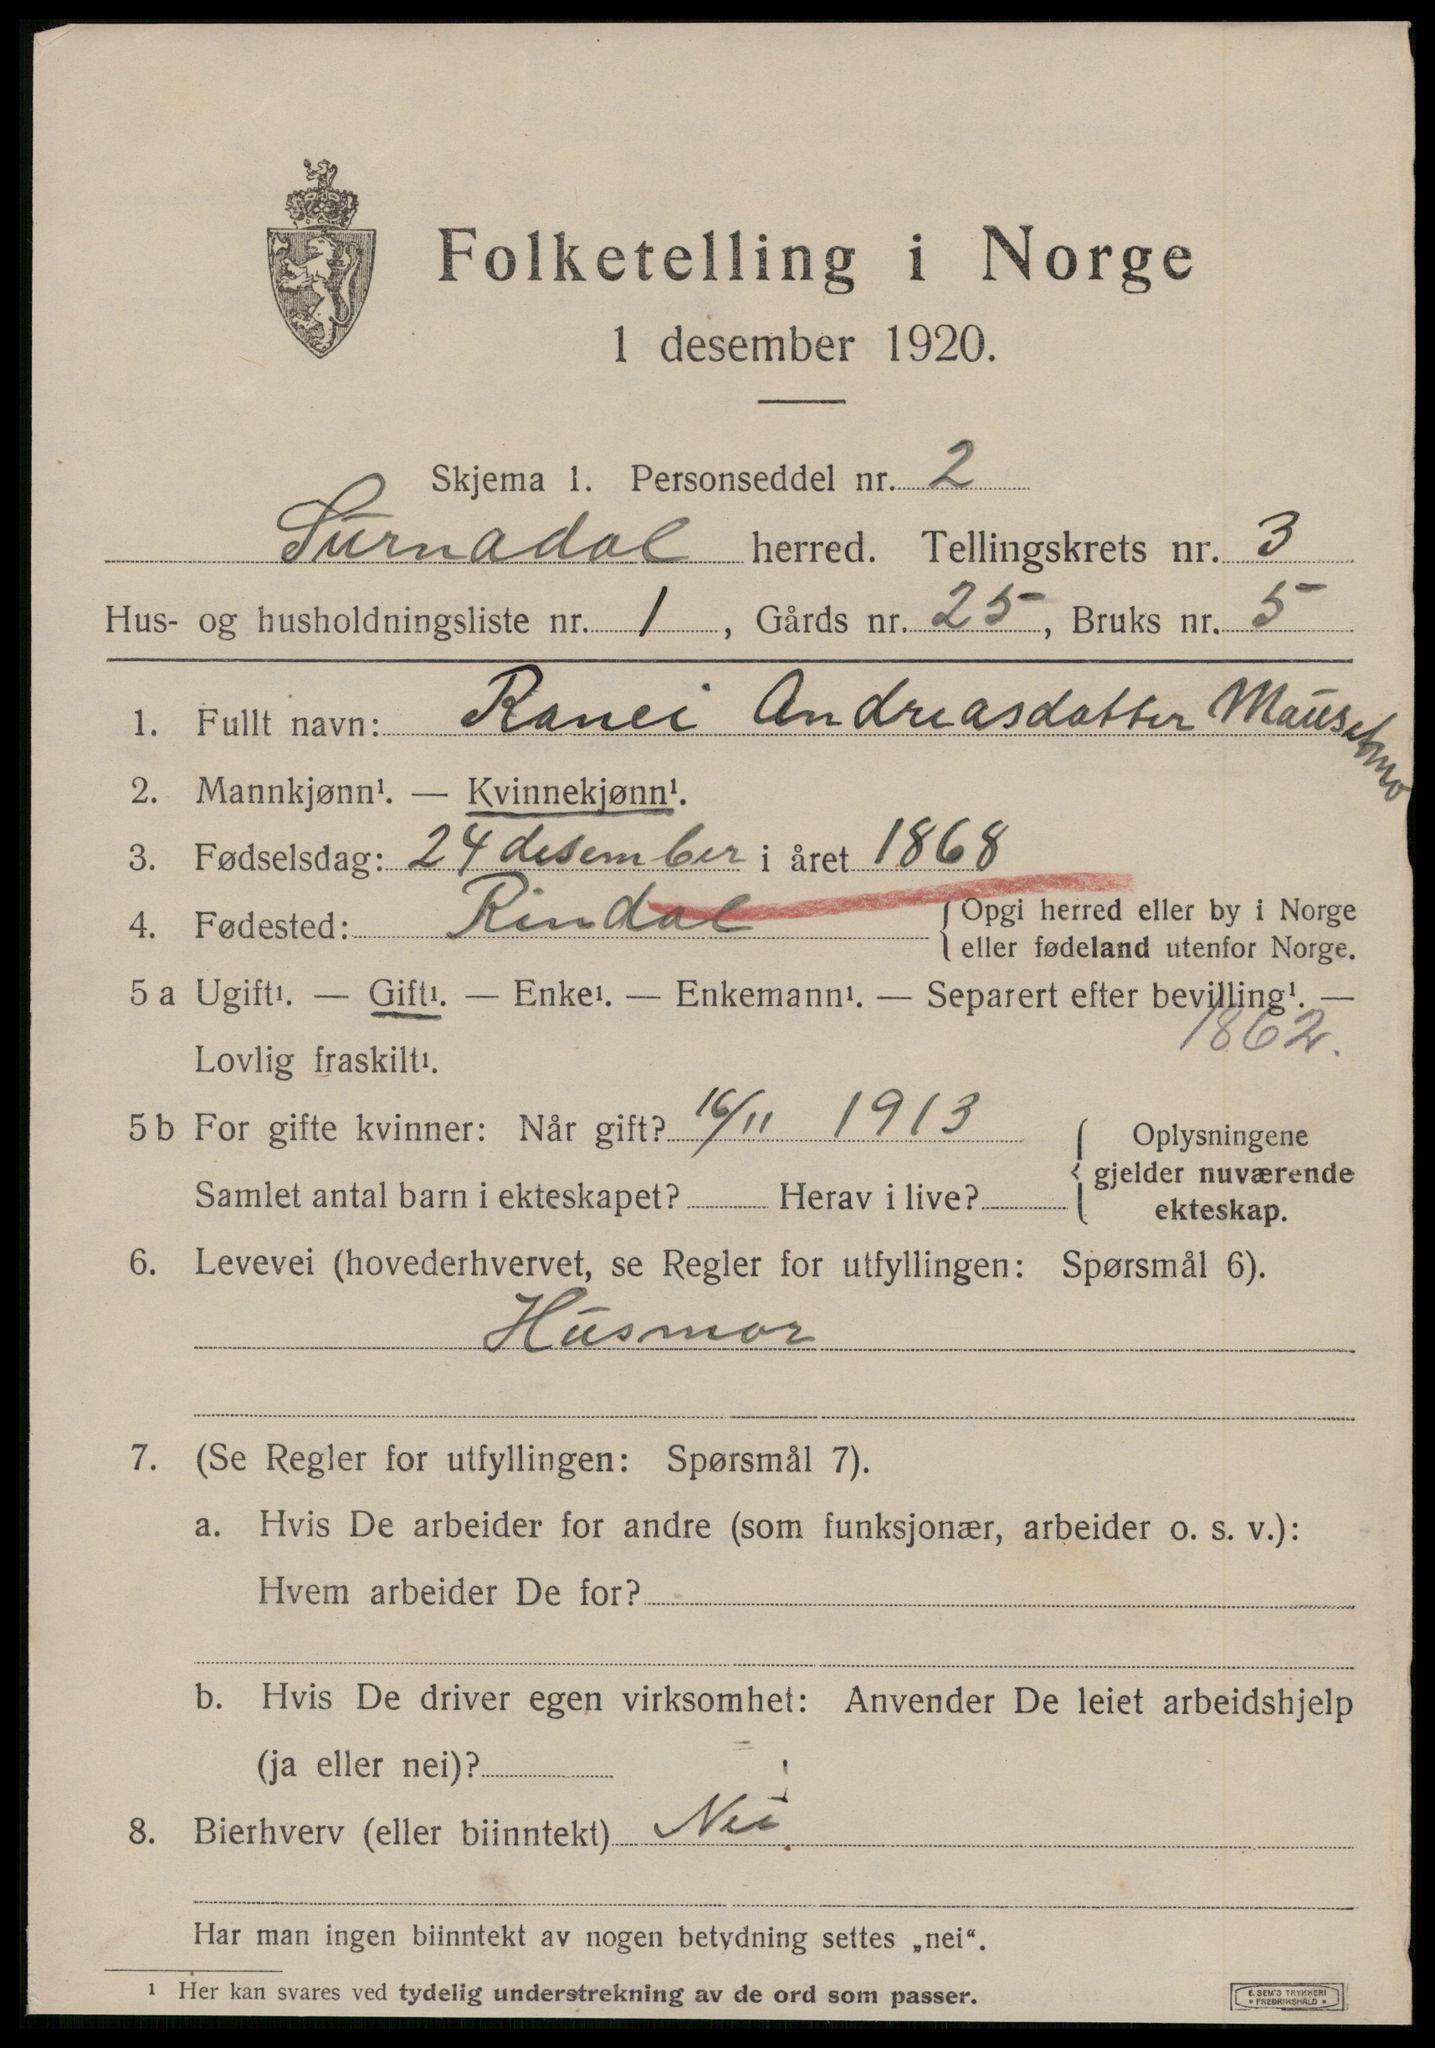 Folketelling i Norge
1 desember 1920.
Skjema 1. Personseddel nr. 2
Surnadal herred. Tellingskrets nr. 3
Hus- og husholdningsliste nr. 1, Gårds nr. 25, Bruks nr. 5
1. Fullt navn: Ranei Andreasdatter Mauseth mo
2. Mannkjønn¹. — Kvinnekjønn¹.
3. Fødselsdag: 24 desember i året 1868
4. Fødested: Rindal { Opgi herred eller by i Norge
eller fødeland utenfor Norge.
5 a Ugift¹. — Gift¹. — Enke¹. — Enkemann¹. — Separert efter bevilling¹. —
1862.
Lovlig fraskilt¹.
5 b For gifte kvinner: Når gift? 16/11 1913 { Oplysningene
gjelder nuværende
Samlet antal barn i ekteskapet? Herav i live?
ekteskap.
6. Levevei (hovederhvervet, se Regler for utfyllingen: Spørsmål 6).
Husmor
7. (Se Regler for utfyllingen: Spørsmål 7).
a. Hvis De arbeider for andre (som funksjonær, arbeider o. s. v.):
Hvem arbeider De for?
b. Hvis De driver egen virksomhet: Anvender De leiet arbeidshjelp
(ja eller nei)?
8. Bierhverv (eller biinntekt) Nei
Har man ingen biinntekt av nogen betydning settes „nei“.
¹ Her kan svares ved tydelig understrekning av de ord som passer.
E. SEM'S TRYKKERI
* FREDRIKSHALD *